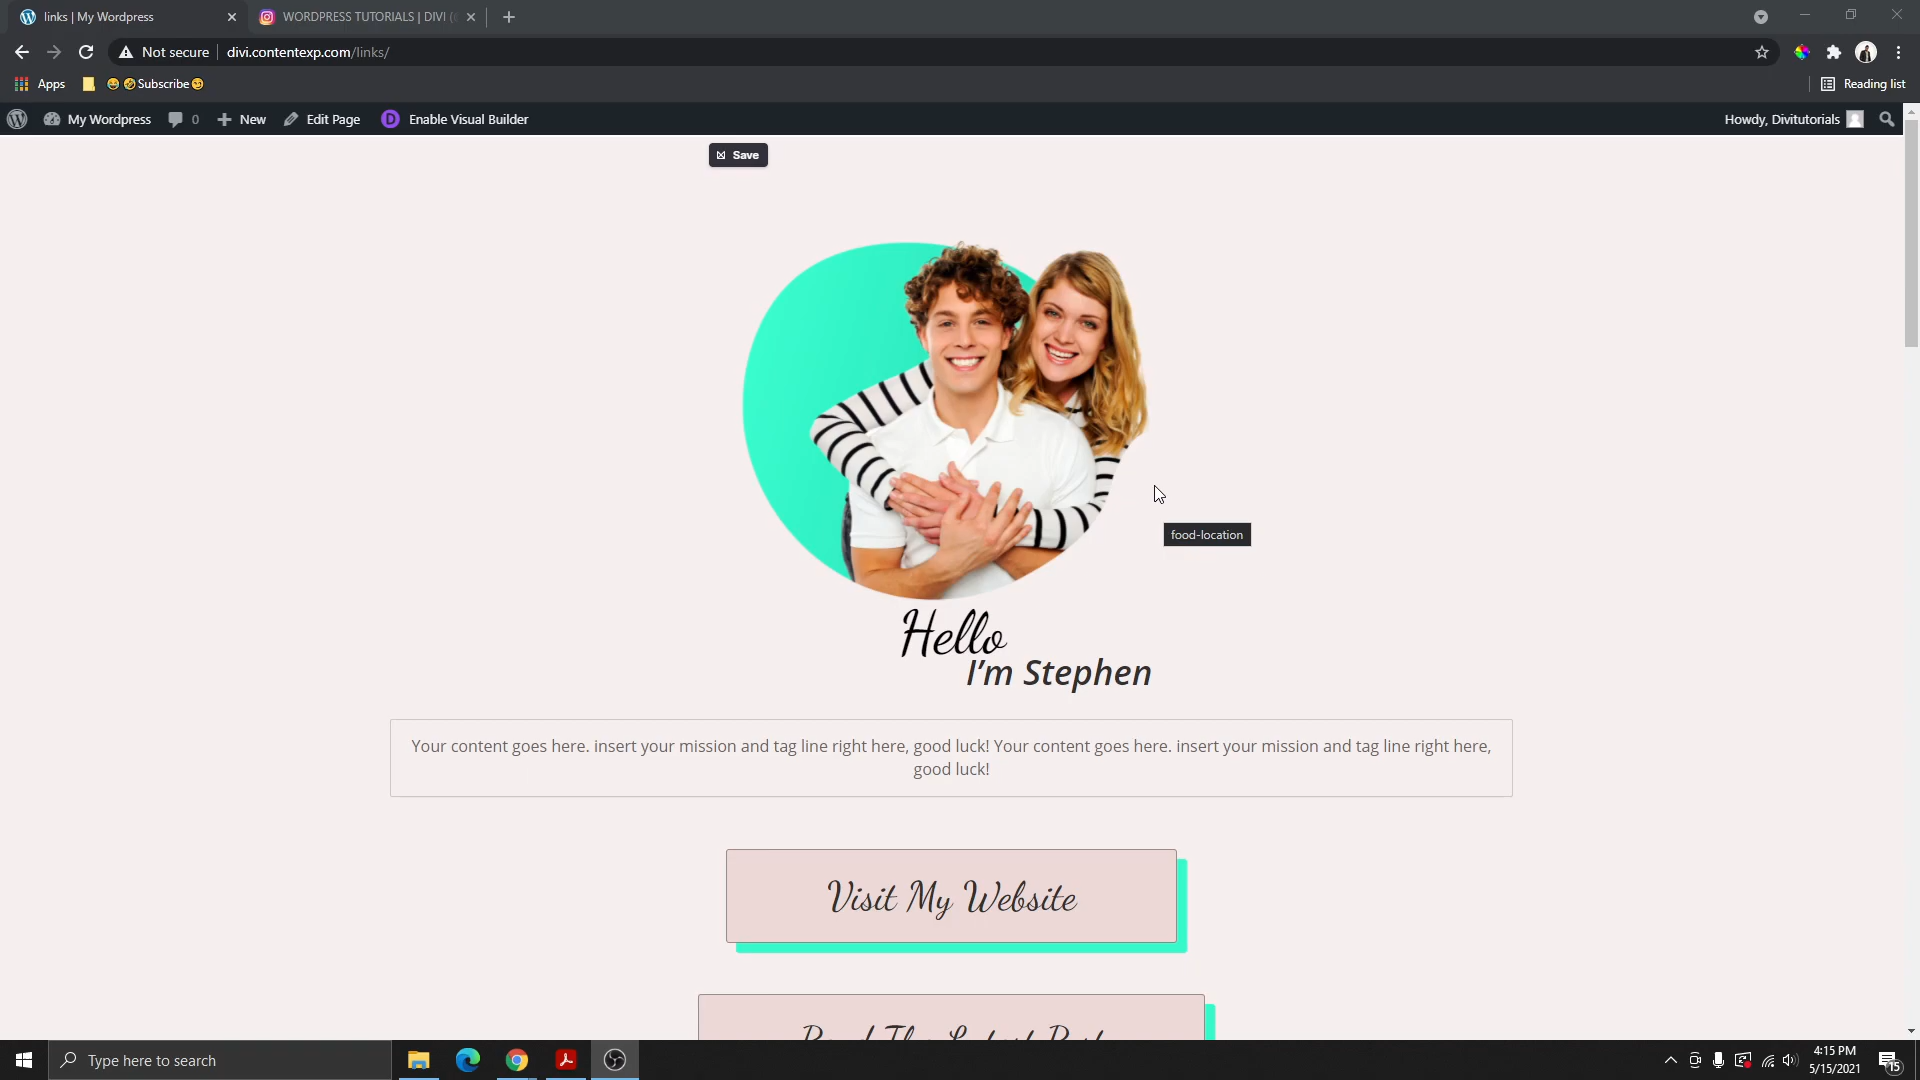 links | My Wordpress
WORDPRESS TUTORIALS | DIVI (
Not secure
divi.contentexp.com/links/
Apps
😄 🤣Subscribe😏
Reading list
My Wordpress
0
New
Edit Page
D
Enable Visual Builder
Howdy, Divitutorials
Save
food-location
Hello
I'm Stephen
Your content goes here. insert your mission and tag line right here, good luck! Your content goes here. insert your mission and tag line right here,
good luck!
Visit My Website
Type here to search
4:15 PM
5/15/2021
15